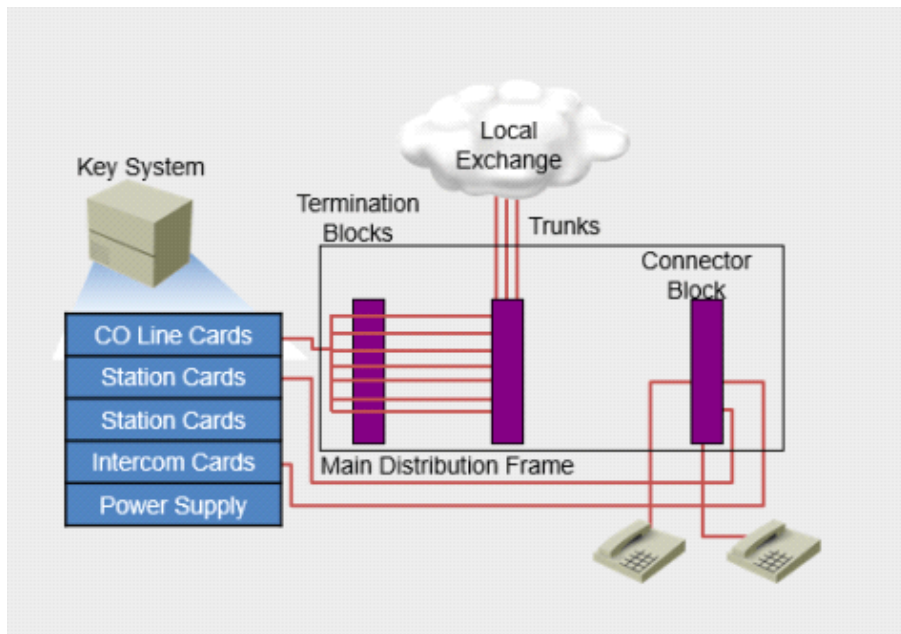 Local
Exchange
Key System
Termination
Blocks
Trunks
Connector
Block
CO Line Cards
Station Cards
Station Cards
Intercom Cards
Main Distribution Frame
Power Supply